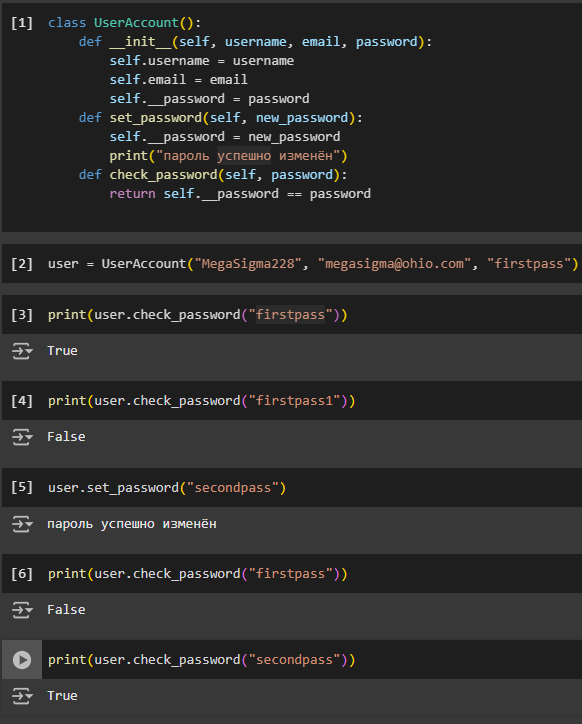 [1] class UserAccount():
def __init__(self, username, email, password):
self.username = username
self.email = email
self.__password = password
def set_password(self, new_password):
self.__password = new_password
print("пароль успешно изменён")
def check_password(self, password):
return self.__password == password
[2] user = UserAccount("MegaSigma228", "megasigma@ohio.com", "firstpass")
[3] print(user.check_password("firstpass"))
True
[4] print(user.check_password("firstpass1"))
False
[5] user.set_password("secondpass")
пароль успешно изменён
[6] print(user.check_password("firstpass"))
False
print(user.check_password("secondpass"))
True